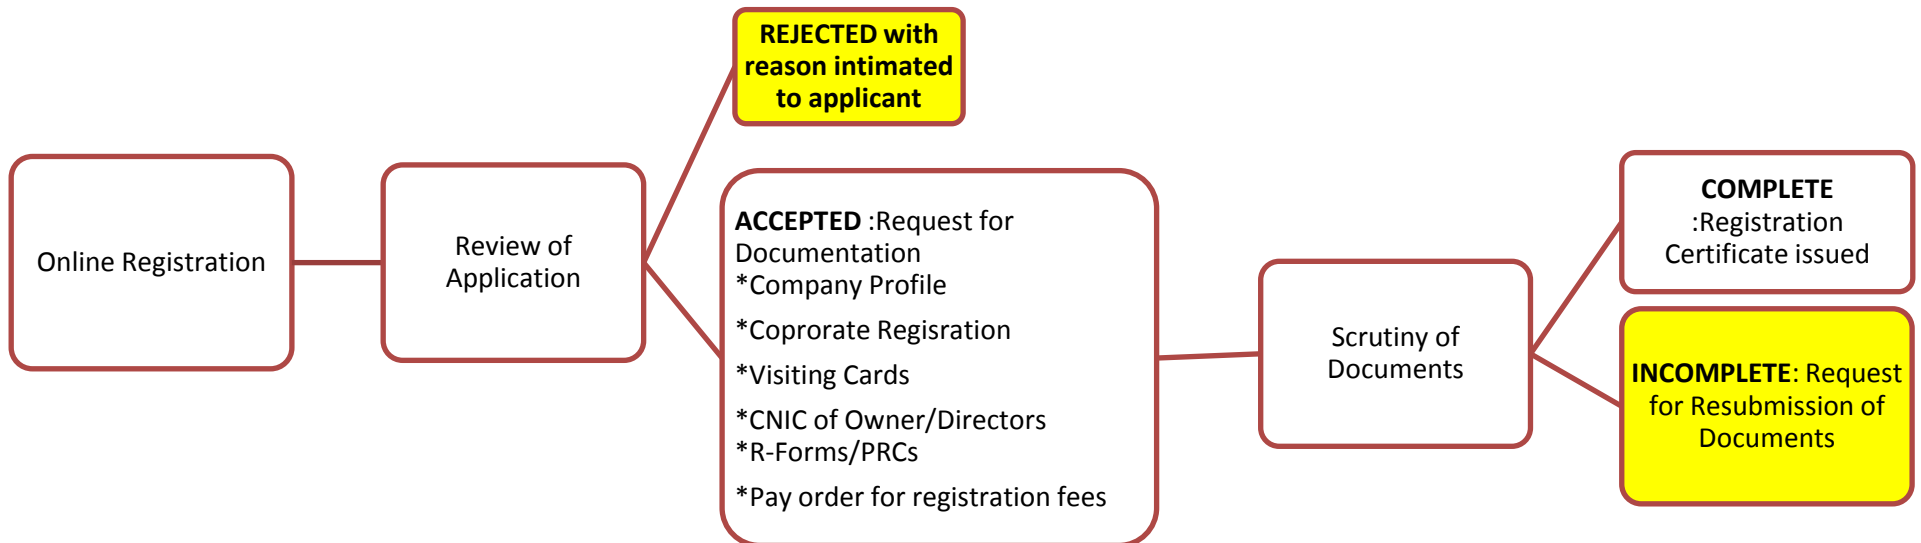 REJECTED with
reason intimated
to applicant
Online Registration
Review of
Application
ACCEPTED :Request for
Documentation
*Company Profile
*Coprorate Regisration
*Visiting Cards
*CNIC of Owner/Directors
*R-Forms/PRCs
*Pay order for registration fees
Scrutiny of
Documents
COMPLETE
:Registration
Certificate issued
INCOMPLETE: Request
for Resubmission of
Documents